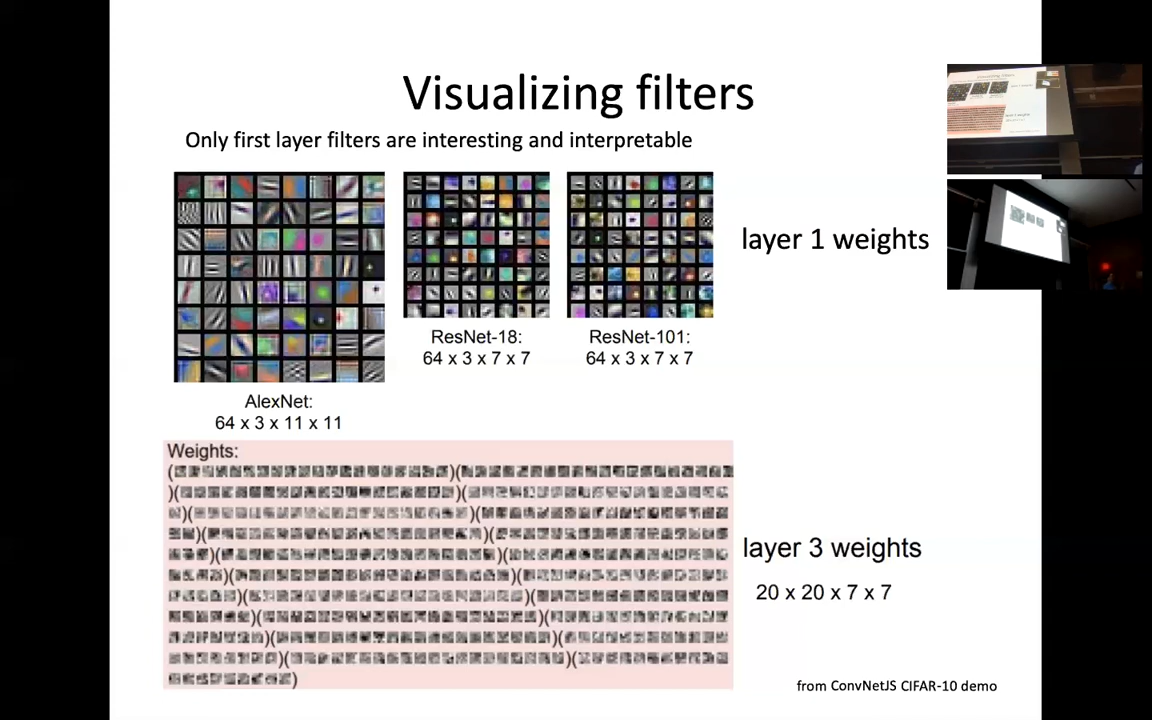 Visualizing filters
Only first layer filters are interesting and interpretable
layer 1 weights
ResNet-18:
64 x 3 x 7 x 7
ResNet-101:
64 x 3 x 7 x 7
AlexNet:
64 x 3 x 11 x 11
Weights:
layer 3 weights
20 x 20 x 7 x 7
from ConvNetJS CIFAR-10 demo